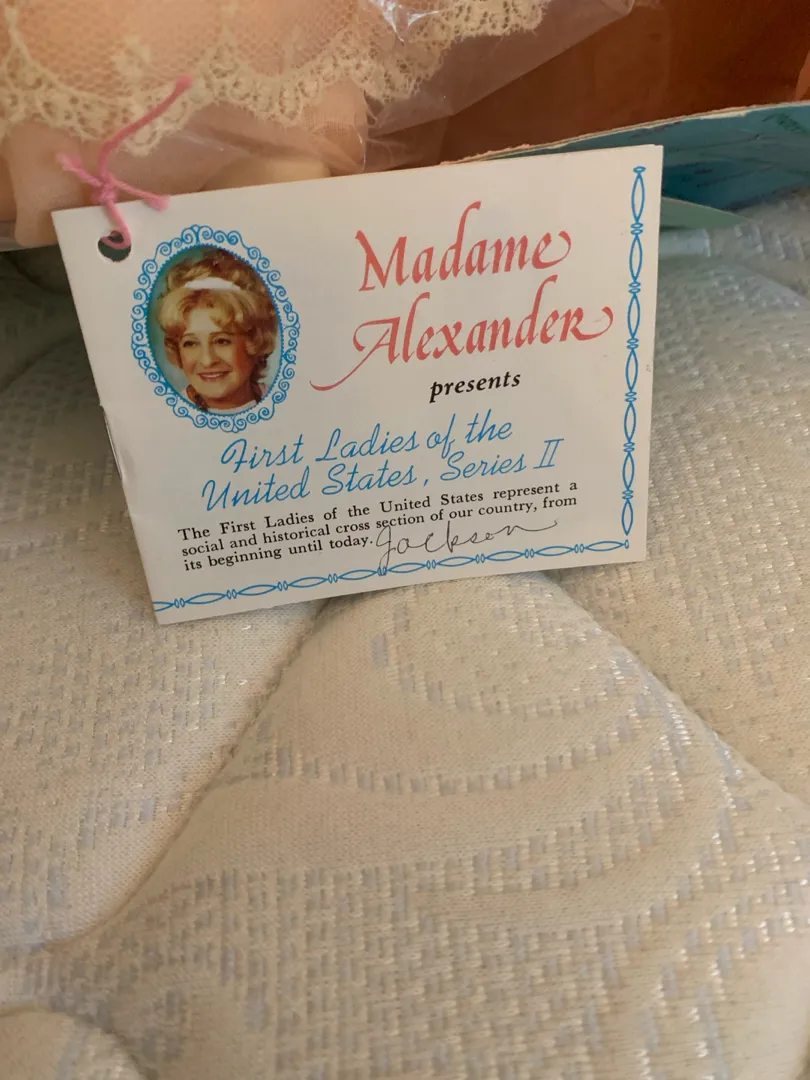 Madame
Alexander
presents
First Ladies of the
United States, Series II
The First Ladies of the United States represent a
social and historical cross section of our country, from
its beginning until today. Jackson